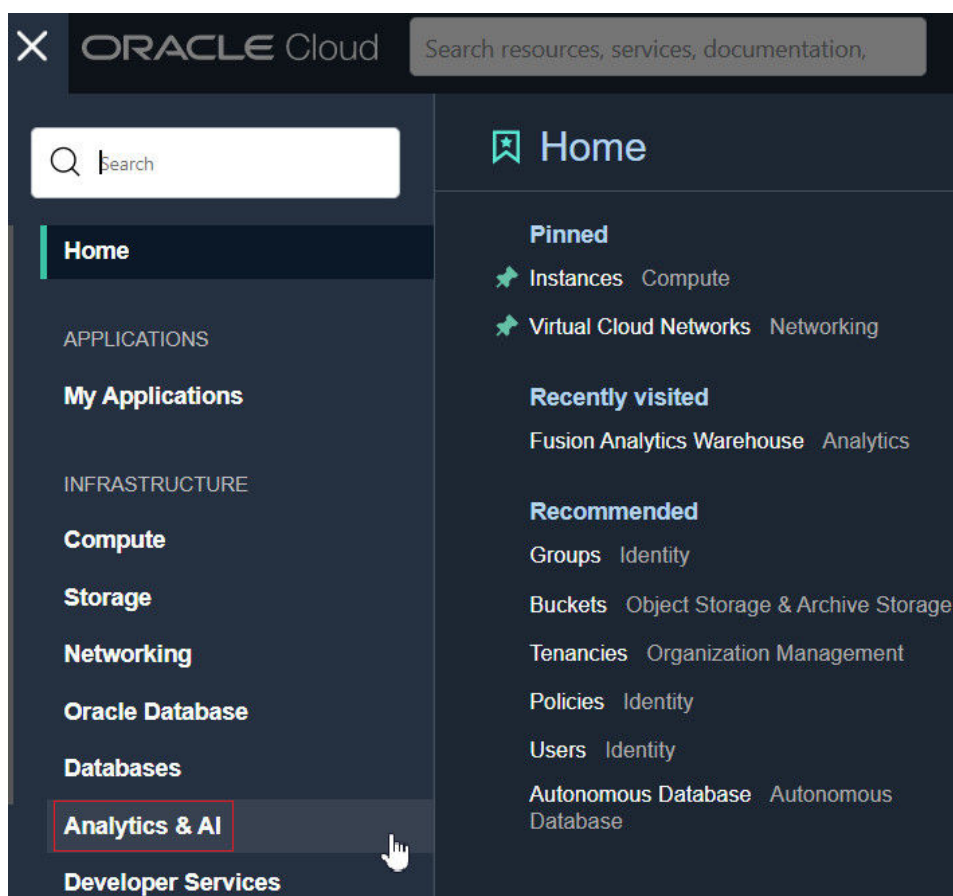 ORACLE Cloud
Search resources, services, documentation,
Search
Home
APPLICATIONS
My Applications
INFRASTRUCTURE
Compute
Storage
Networking
Oracle Database
Databases
Analytics & AI
Developer Services
Home
Pinned
Instances Compute
Virtual Cloud Networks Networking
Recently visited
Fusion Analytics Warehouse Analytics
Recommended
Groups Identity
Buckets Object Storage & Archive Storage
Tenancies Organization Management
Policies Identity
Users Identity
Autonomous Database Autonomous
Database